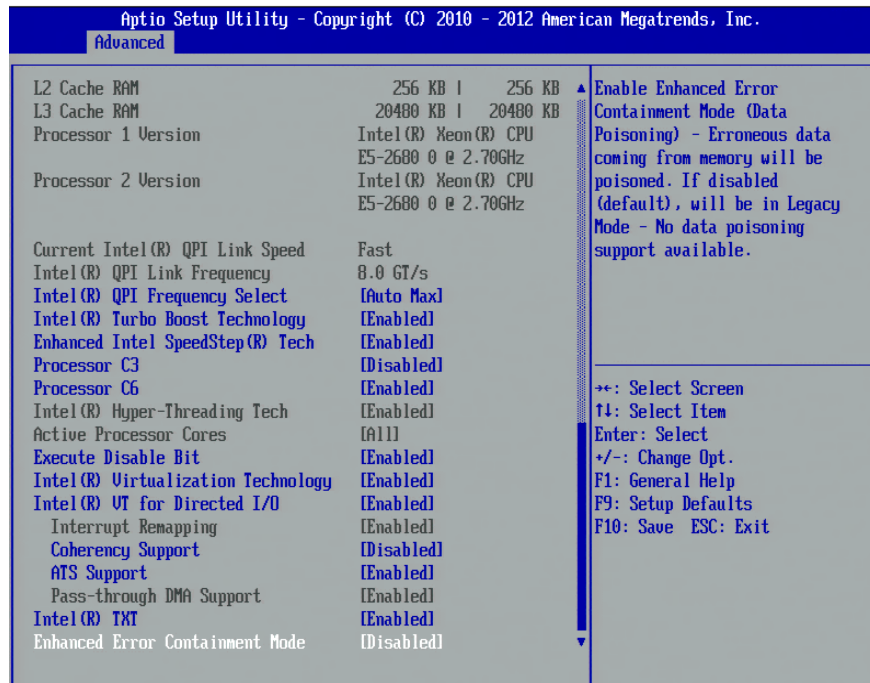 Aptio Setup Utility - Copyright (C) 2010 - 2012 American Megatrends, Inc.
Advanced
L2 Cache RAM 256 KB | 256 KB
L3 Cache RAM 20480 KB | 20480 KB
Processor 1 Version Intel(R) Xeon(R) CPU
E5-2680 0 @ 2.70GHz
Processor 2 Version Intel(R) Xeon(R) CPU
E5-2680 0 @ 2.70GHz
Current Intel(R) QPI Link Speed Fast
Intel(R) QPI Link Frequency 8.0 GT/s
Intel(R) QPI Frequency Select [Auto Max]
Intel(R) Turbo Boost Technology [Enabled]
Enhanced Intel SpeedStep(R) Tech [Enabled]
Processor C3 [Disabled]
Processor C6 [Enabled]
Intel(R) Hyper-Threading Tech [Enabled]
Active Processor Cores [All]
Execute Disable Bit [Enabled]
Intel(R) Virtualization Technology [Enabled]
Intel(R) VT for Directed I/O [Enabled]
Interrupt Remapping [Enabled]
Coherency Support [Disabled]
ATS Support [Enabled]
Pass-through DMA Support [Enabled]
Intel(R) TXT [Enabled]
Enhanced Error Containment Mode [Disabled]
Enable Enhanced Error
Containment Mode (Data
Poisoning) - Erroneous data
coming from memory will be
poisoned. If disabled
(default), will be in Legacy
Mode - No data poisoning
support available.
→←: Select Screen
↑↓: Select Item
Enter: Select
+/-: Change Opt.
F1: General Help
F9: Setup Defaults
F10: Save ESC: Exit